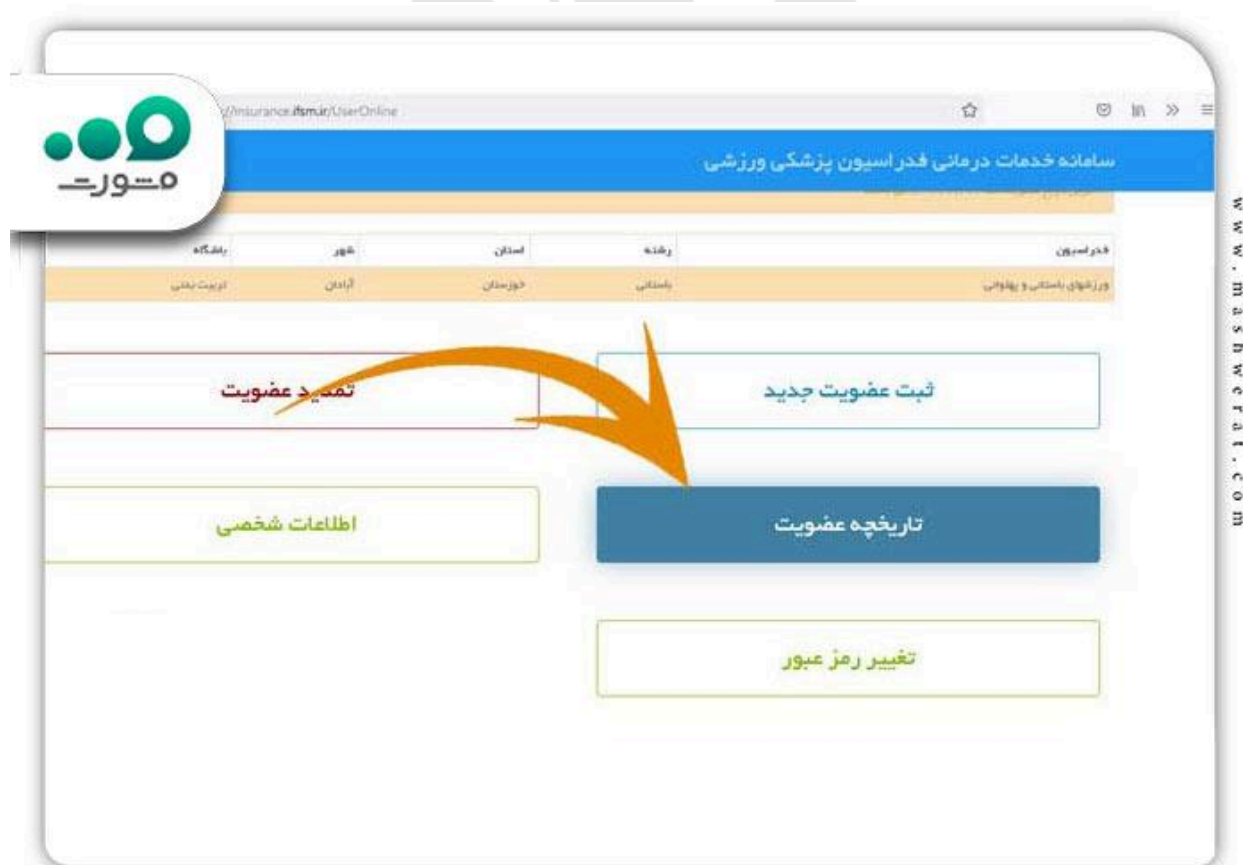 //insurance.ifsm.ir/UserOnline
مشورت
سامانه خدمات درمانی فدراسیون پزشکی ورزشی
فدراسیون رشته استان شهر باشگاه
ورزشهای باستانی و پهلوانی باستانی خوزستان آبادان تربیت بدنی
ثبت عضویت جدید تمدید عضویت
تاریخچه عضویت اطلاعات شخصی
تغییر رمز عبور
www.mashwerat.com